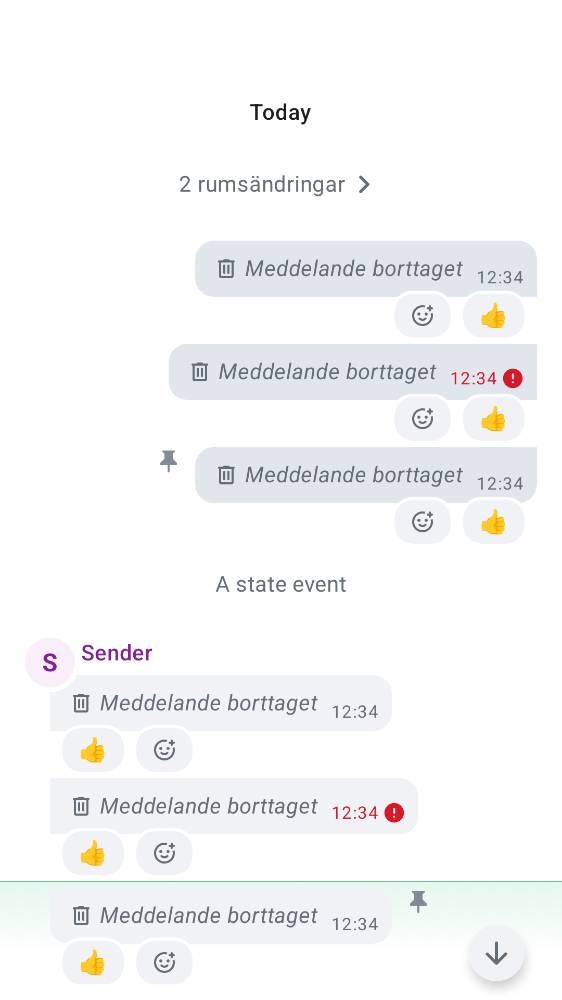 Today
2 rumsändringar
Meddelande borttaget 12:34
👍
Meddelande borttaget 12:34
👍
Meddelande borttaget 12:34
👍
A state event
S Sender
Meddelande borttaget 12:34
👍
Meddelande borttaget 12:34
👍
Meddelande borttaget 12:34
👍